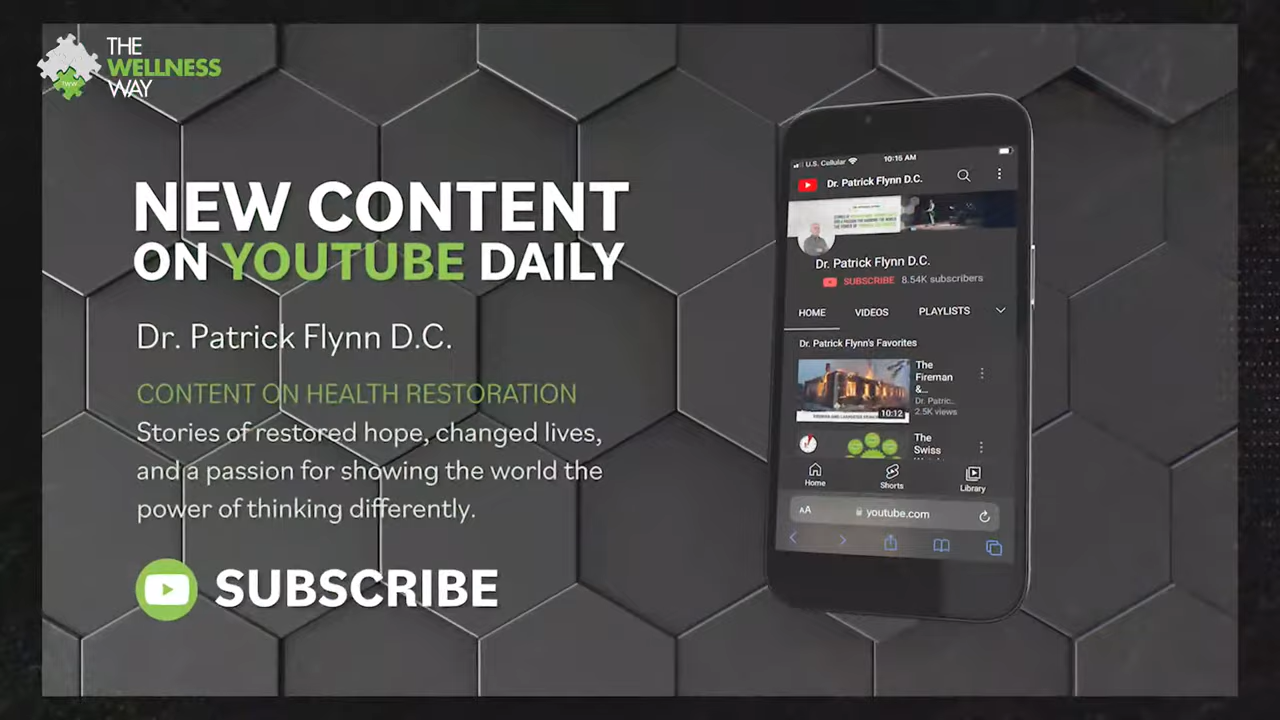 THE
WELLNESS
WAY
TWW
NEW CONTENT
ON YOUTUBE DAILY
Dr. Patrick Flynn D.C.
CONTENT ON HEALTH RESTORATION
Stories of restored hope, changed lives,
and a passion for showing the world the
power of thinking differently.
SUBSCRIBE
U.S. Cellular
10:15 AM
Dr. Patrick Flynn D.C.
Dr. Patrick Flynn D.C.
SUBSCRIBE 8.54K subscribers
HOME VIDEOS PLAYLISTS
Dr. Patrick Flynn's Favorites
The
Fireman
&...
Dr. Patric...
2.5K views
10:12
The
Swiss
Home Shorts Library
AA youtube.com